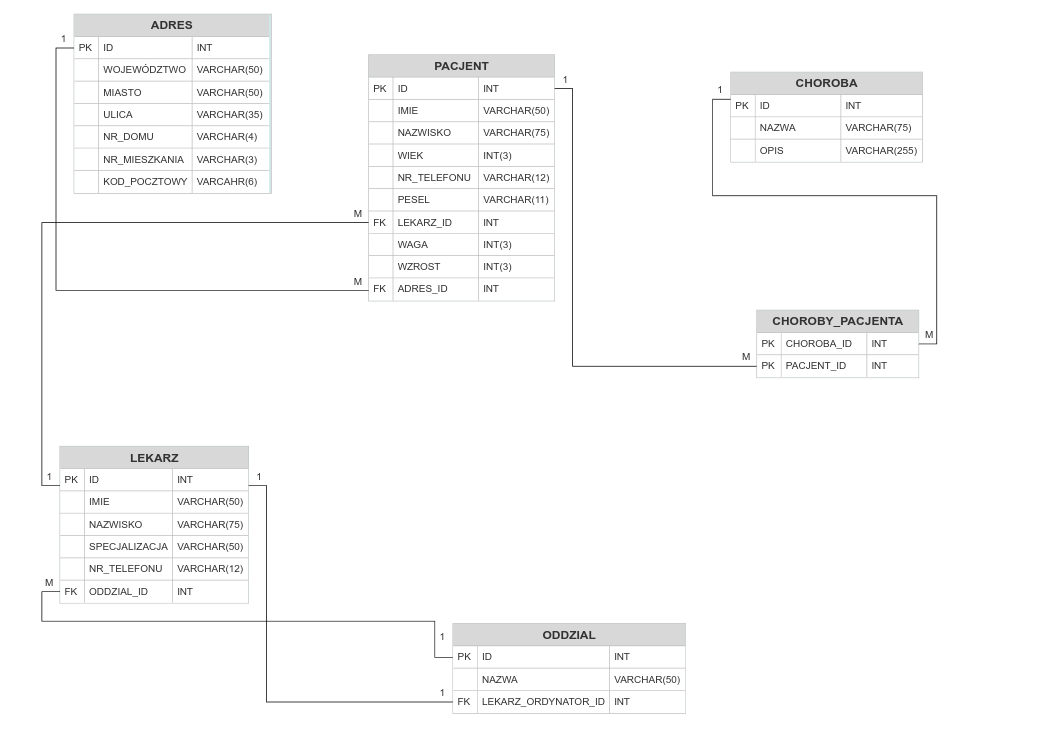 ADRES
1
PK ID INT
WOJEWÓDZTWO VARCHAR(50)
MIASTO VARCHAR(50)
ULICA VARCHAR(35)
NR_DOMU VARCHAR(4)
NR_MIESZKANIA VARCHAR(3)
KOD_POCZTOWY VARCAHR(6)
PACJENT
1
PK ID INT
IMIE VARCHAR(50)
NAZWISKO VARCHAR(75)
WIEK INT(3)
NR_TELEFONU VARCHAR(12)
PESEL VARCHAR(11)
M
FK LEKARZ_ID INT
WAGA INT(3)
WZROST INT(3)
M
FK ADRES_ID INT
CHOROBA
1
PK ID INT
NAZWA VARCHAR(75)
OPIS VARCHAR(255)
CHOROBY_PACJENTA
PK CHOROBA_ID INT
M
M
PK PACJENT_ID INT
LEKARZ
1
1
PK ID INT
IMIE VARCHAR(50)
NAZWISKO VARCHAR(75)
SPECJALIZACJA VARCHAR(50)
NR_TELEFONU VARCHAR(12)
M
FK ODDZIAL_ID INT
ODDZIAL
1
PK ID INT
NAZWA VARCHAR(50)
1
FK LEKARZ_ORDYNATOR_ID INT